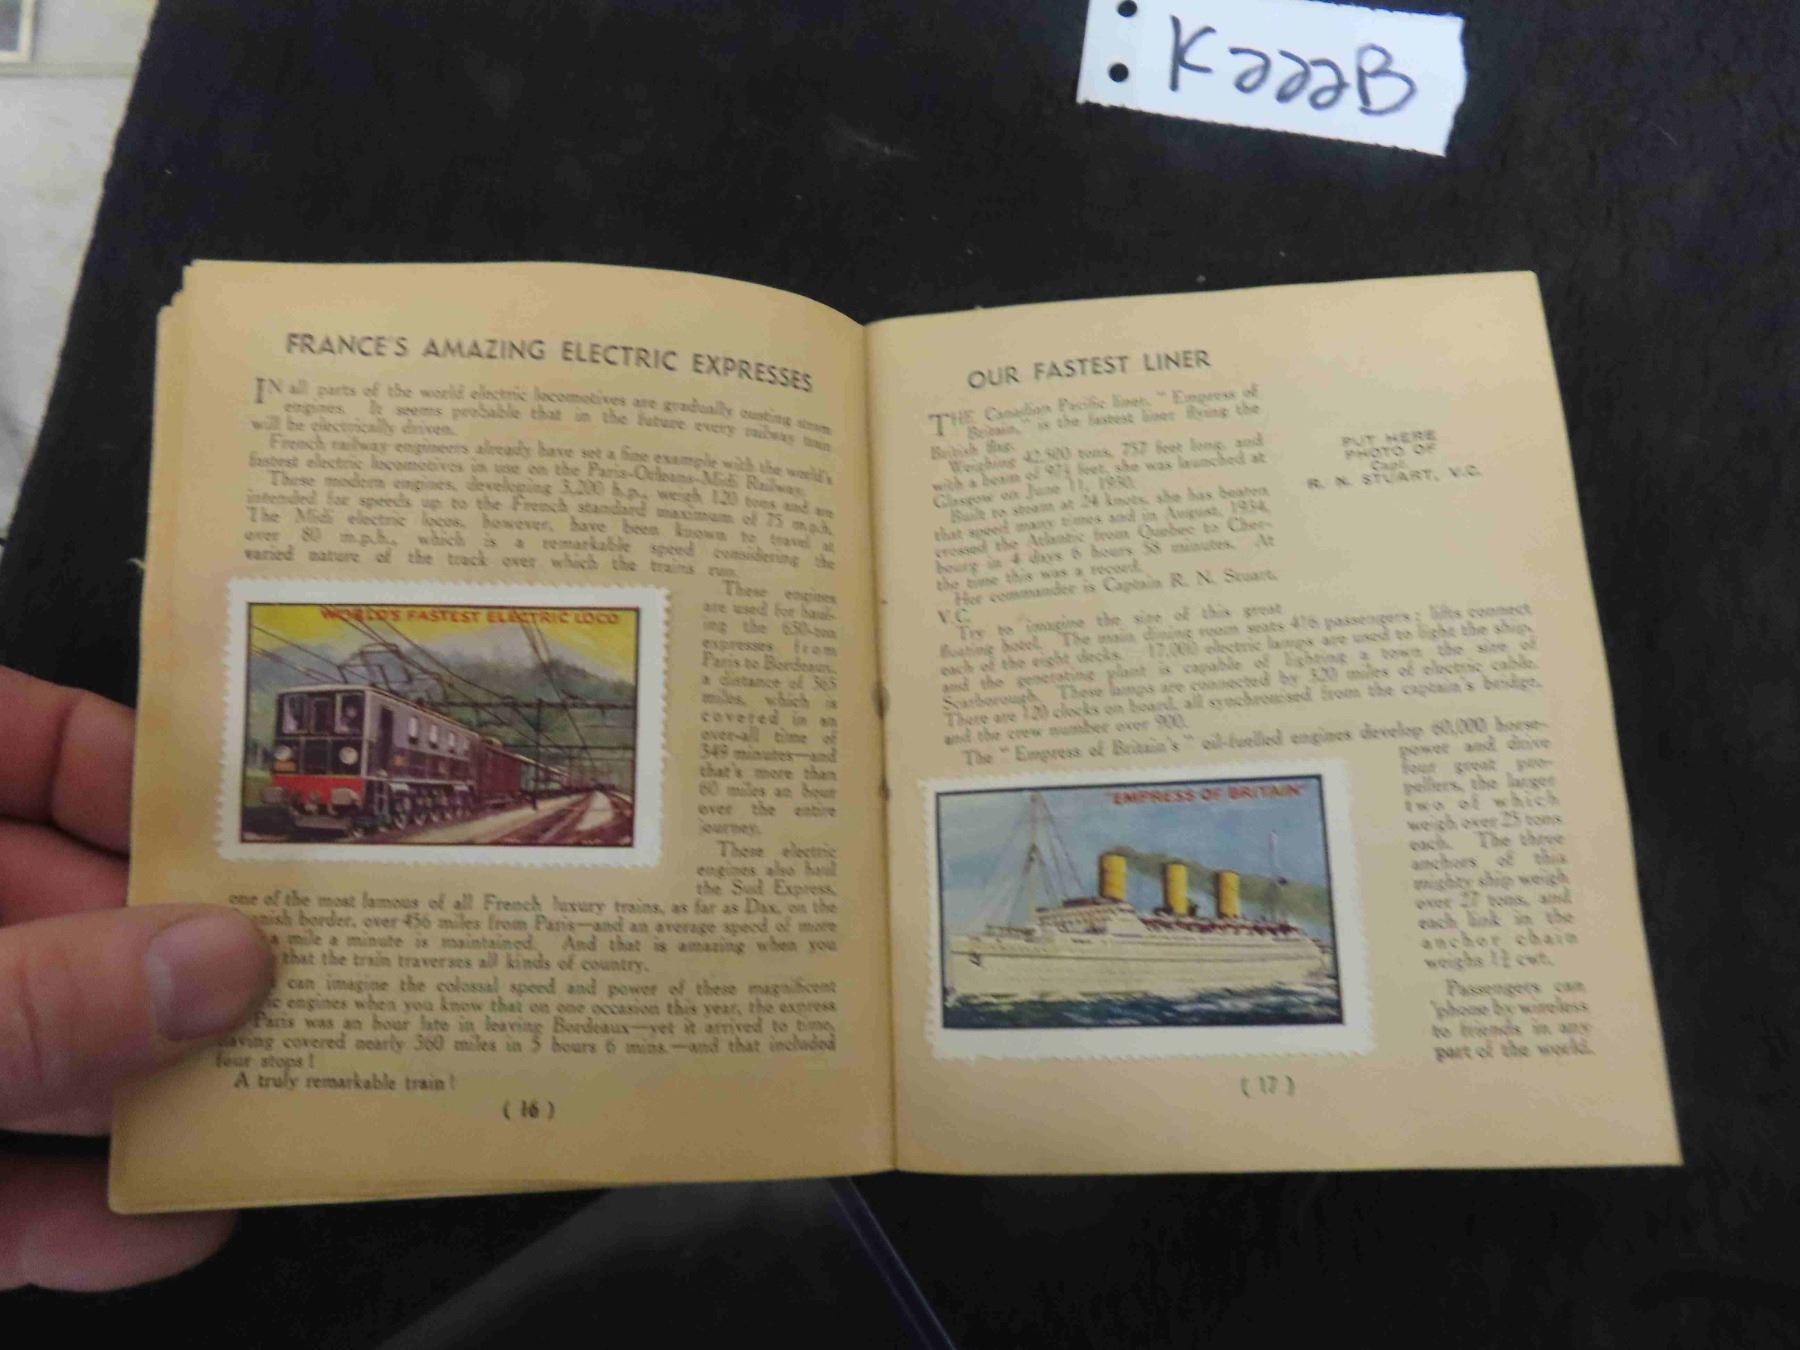 K222B
FRANCE'S AMAZING ELECTRIC EXPRESSES
IN all parts of the world electric locomotives are gradually ousting steam
engines. It seems probable that in the future every railway train
will be electrically driven.
French railway engineers already have set a fine example with the world's
fastest electric locomotives in use on the Paris-Orleans-Midi Railway.
These modern engines, developing 3,200 h.p., weigh 120 tons and are
intended for speeds up to the French standard maximum of 75 m.p.h.
The Midi electric locos, however, have been known to travel at
over 80 m.p.h., which is a remarkable speed considering the
varied nature of the track over which the trains run.
These engines
are used for haul-
ing the 650-ton
expresses from
Paris to Bordeaux,
a distance of 365
miles, which is
covered in an
over-all time of
349 minutes—and
that's more than
60 miles an hour
over the entire
journey.
These electric
engines also haul
the Sud Express,
WORLD'S FASTEST ELECTRIC LOCO
one of the most famous of all French luxury trains, as far as Dax, on the
border, over 456 miles from Paris—and an average speed of more
a mile a minute is maintained. And that is amazing when you
that the train traverses all kinds of country.
can imagine the colossal speed and power of these magnificent
engines when you know that on one occasion this year, the express
Paris was an hour late in leaving Bordeaux—yet it arrived to time,
having covered nearly 360 miles in 5 hours 6 mins.—and that included
four stops!
A truly remarkable train!
( 16 )
OUR FASTEST LINER
THE Canadian Pacific liner, "Empress of
Britain," is the fastest liner flying the
British flag.
Weighing 42,500 tons, 757 feet long, and
with a beam of 97½ feet, she was launched at
Glasgow on June 11, 1930.
Built to steam at 24 knots, she has beaten
that speed many times and in August, 1934,
crossed the Atlantic from Quebec to Cher-
bourg in 4 days 6 hours 58 minutes. At
the time this was a record.
Her commander is Captain R. N. Stuart,
V.C.
PUT HERE
PHOTO OF
Capt.
R. N. STUART, V.C.
Try to imagine the size of this great
floating hotel. The main dining room seats 416 passengers; lifts connect
each of the eight decks. 17,000 electric lamps are used to light the ship,
and the generating plant is capable of lighting a town the size of
Scarborough. These lamps are connected by 320 miles of electric cable.
There are 120 clocks on board, all synchronised from the captain's bridge,
and the crew number over 900.
The "Empress of Britain's" oil-fuelled engines develop 60,000 horse-
power and drive
four great pro-
pellers, the larger
two of which
weigh over 25 tons
each. The three
anchors of this
mighty ship weigh
over 27 tons, and
each link in the
anchor chain
weighs 1½ cwt.
Passengers can
'phone by wireless
to friends in any
part of the world.
"EMPRESS OF BRITAIN"
( 17 )